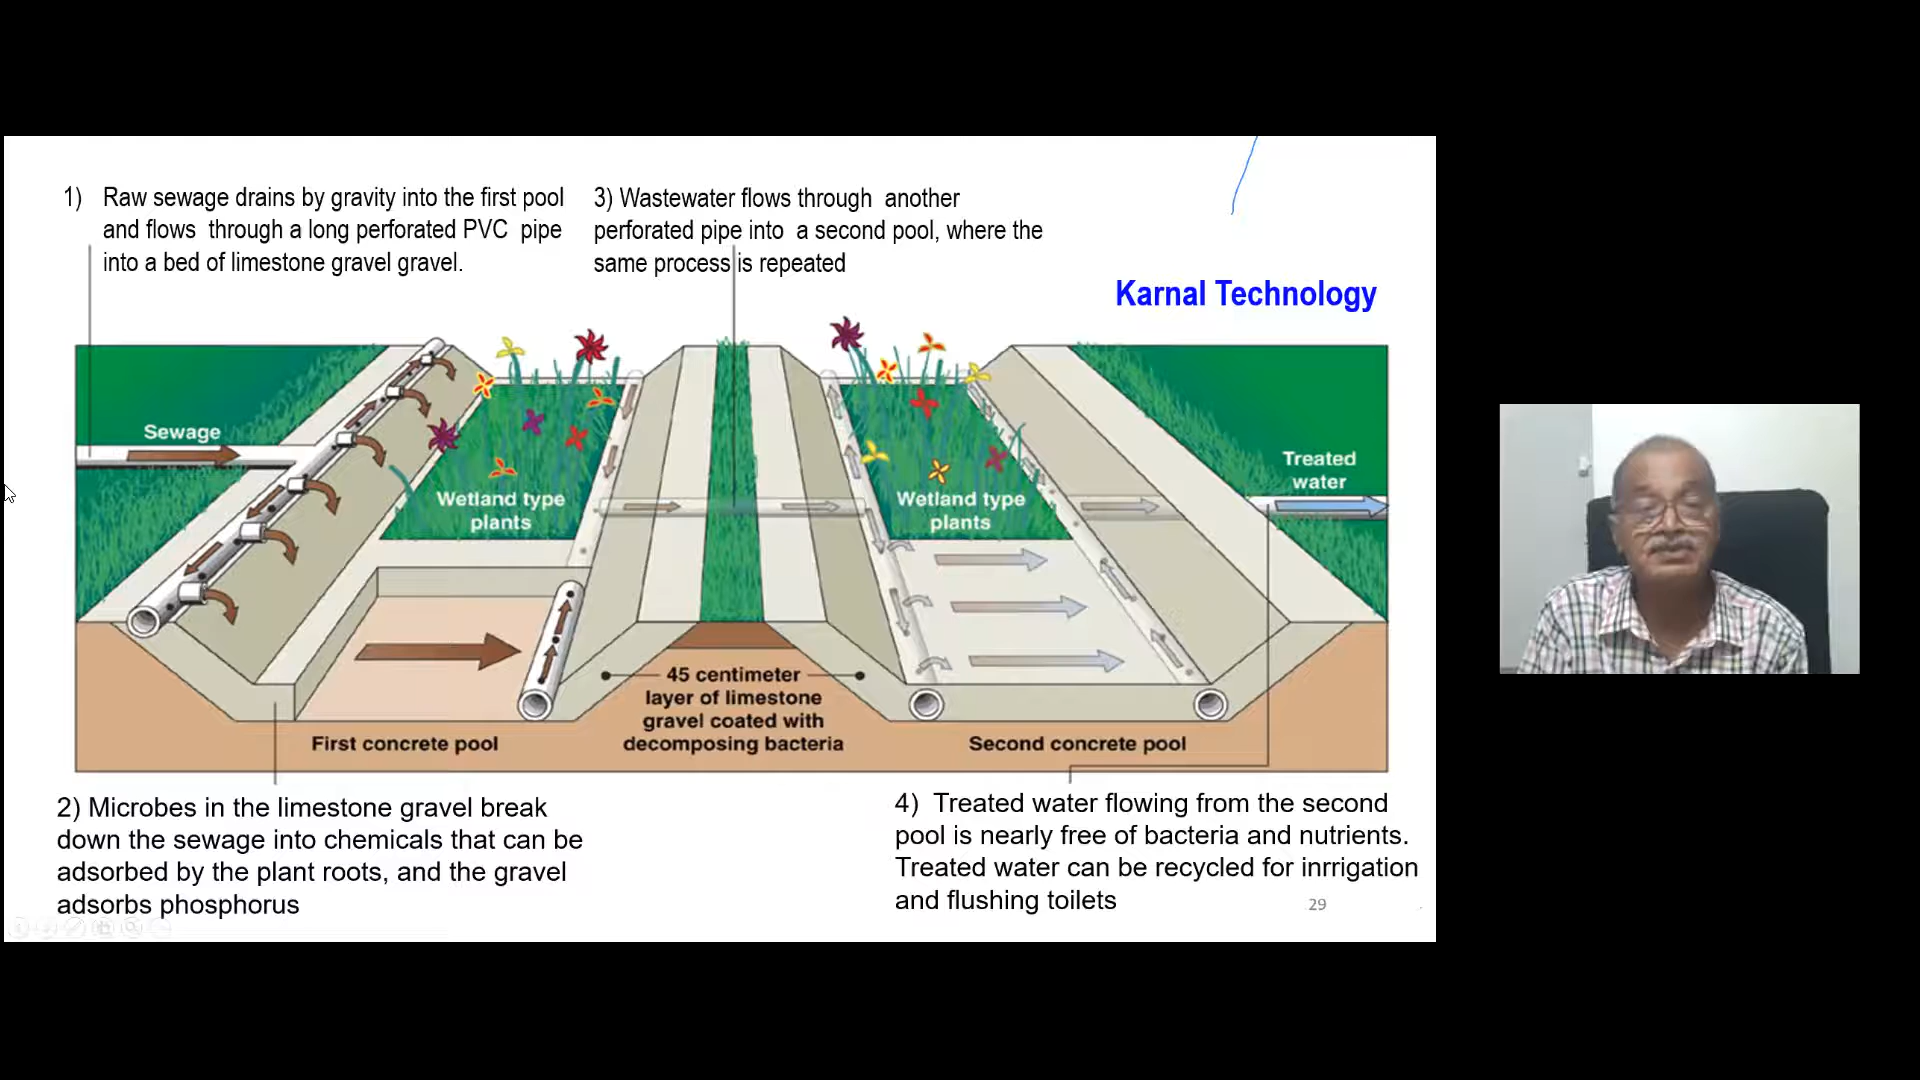 1) Raw sewage drains by gravity into the first pool
and flows through a long perforated PVC pipe
into a bed of limestone gravel gravel.
3) Wastewater flows through another
perforated pipe into a second pool, where the
same process is repeated
Karnal Technology
Sewage
Wetland type
plants
Wetland type
plants
Treated
water
45 centimeter
layer of limestone
gravel coated with
decomposing bacteria
First concrete pool
Second concrete pool
2) Microbes in the limestone gravel break
down the sewage into chemicals that can be
adsorbed by the plant roots, and the gravel
adsorbs phosphorus
4) Treated water flowing from the second
pool is nearly free of bacteria and nutrients.
Treated water can be recycled for inrrigation
and flushing toilets
29